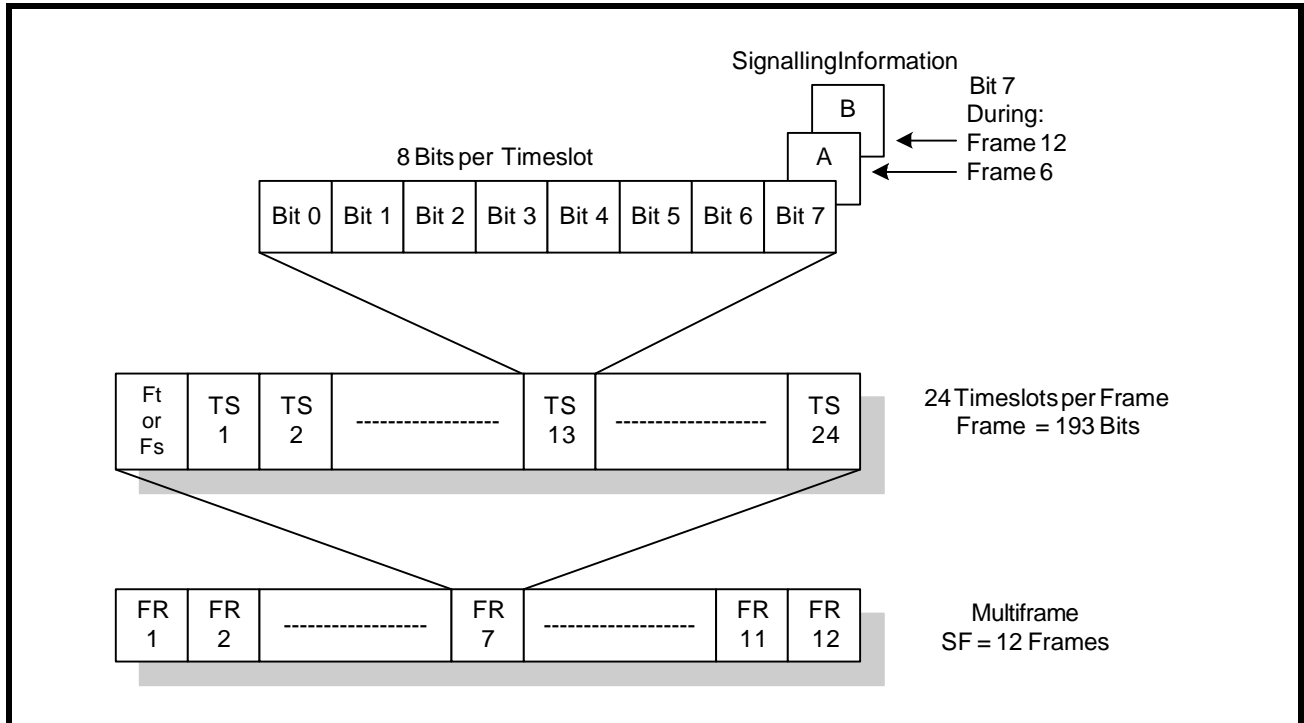 SignallingInformation
Bit 7
During:
Frame 12
Frame 6
B
A
8 Bits per Timeslot
Bit 0 Bit 1 Bit 2 Bit 3 Bit 4 Bit 5 Bit 6 Bit 7
Ft
or
Fs
TS
1
TS
2
--------------------
TS
13
--------------------
TS
24
24 Timeslots per Frame
Frame = 193 Bits
FR
1
FR
2
--------------------
FR
7
--------------------
FR
11
FR
12
Multiframe
SF = 12 Frames